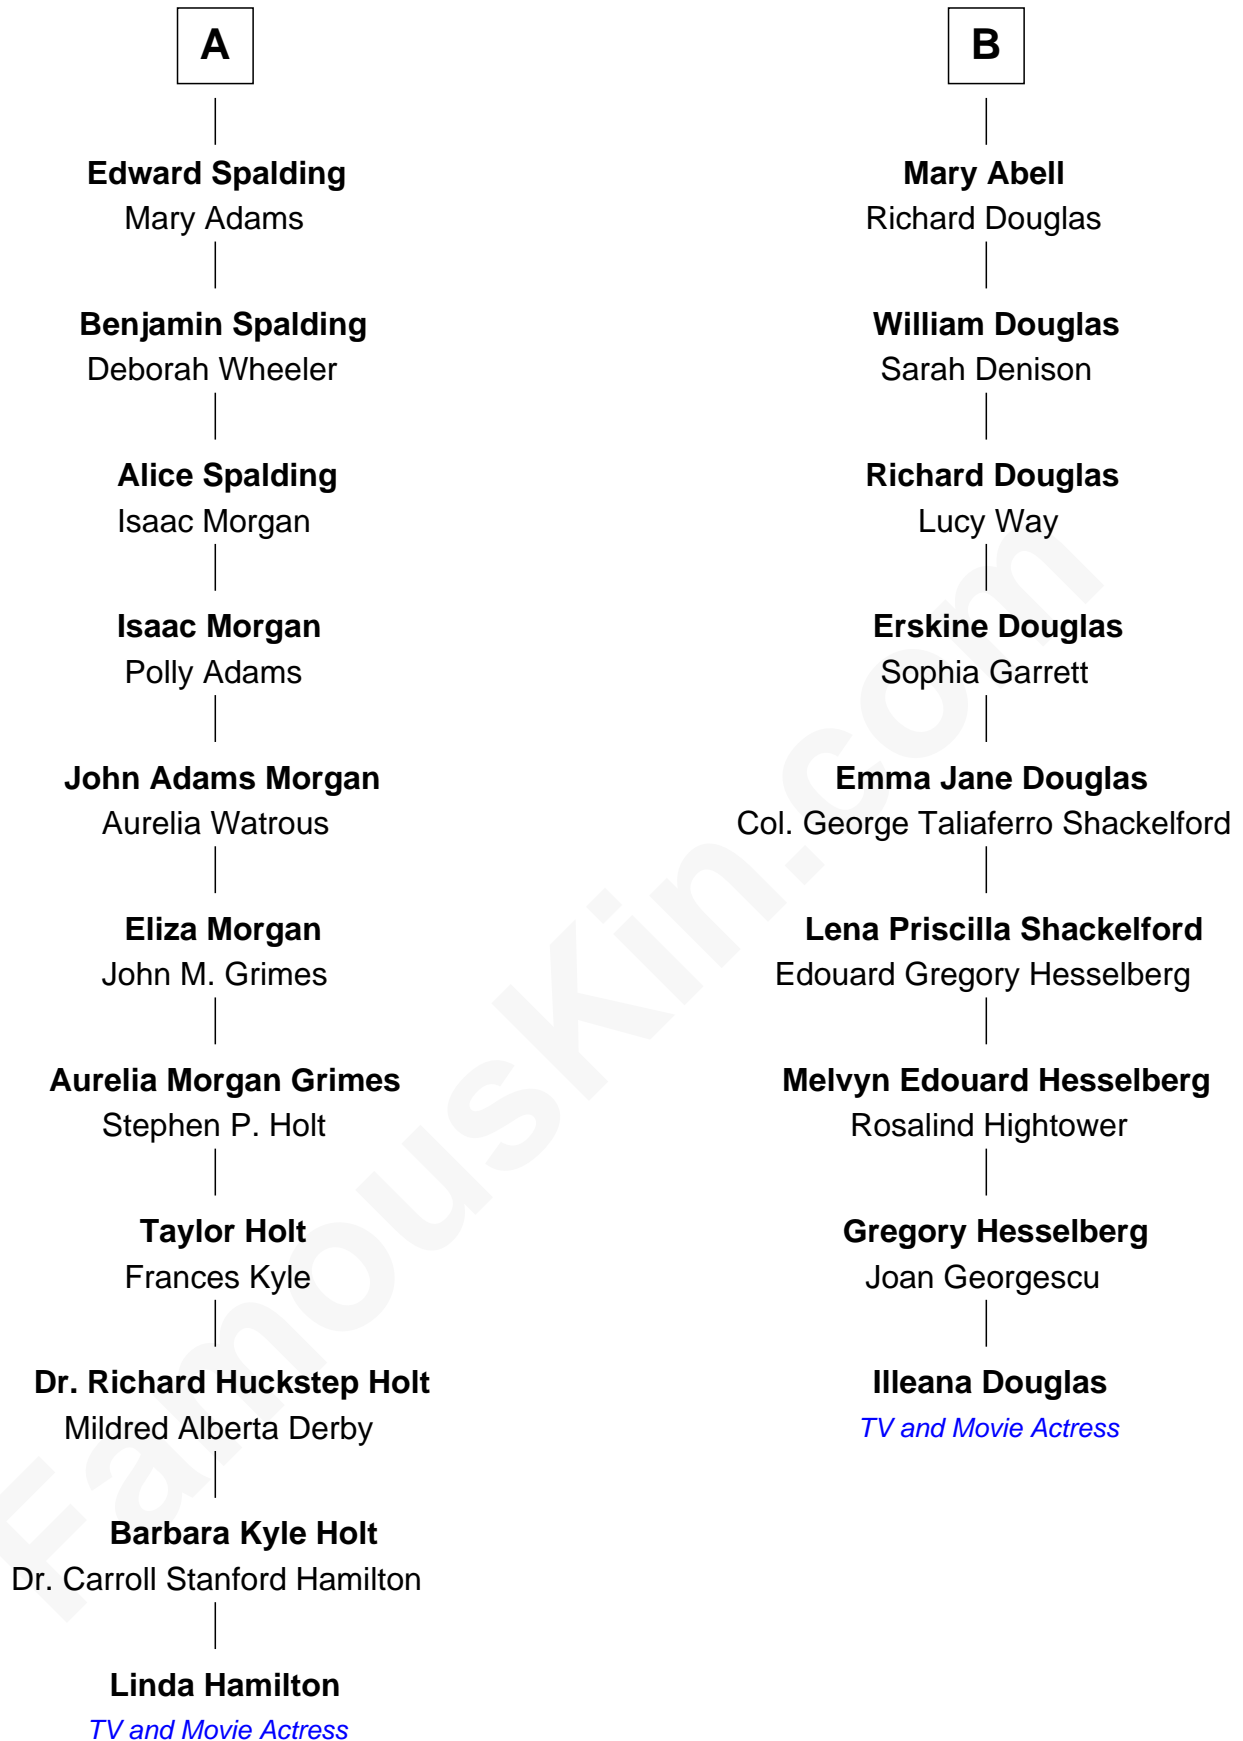 A
Edward Spalding
Mary Adams
Benjamin Spalding
Deborah Wheeler
Alice Spalding
Isaac Morgan
Isaac Morgan
Polly Adams
John Adams Morgan
Aurelia Watrous
Eliza Morgan
John M. Grimes
Aurelia Morgan Grimes
Stephen P. Holt
Taylor Holt
Frances Kyle
Dr. Richard Huckstep Holt
Mildred Alberta Derby
Barbara Kyle Holt
Dr. Carroll Stanford Hamilton
Linda Hamilton
TV and Movie Actress
B
Mary Abell
Richard Douglas
William Douglas
Sarah Denison
Richard Douglas
Lucy Way
Erskine Douglas
Sophia Garrett
Emma Jane Douglas
Col. George Taliaferro Shackelford
Lena Priscilla Shackelford
Edouard Gregory Hesselberg
Melvyn Edouard Hesselberg
Rosalind Hightower
Gregory Hesselberg
Joan Georgescu
Illeana Douglas
TV and Movie Actress
FamousKin.com